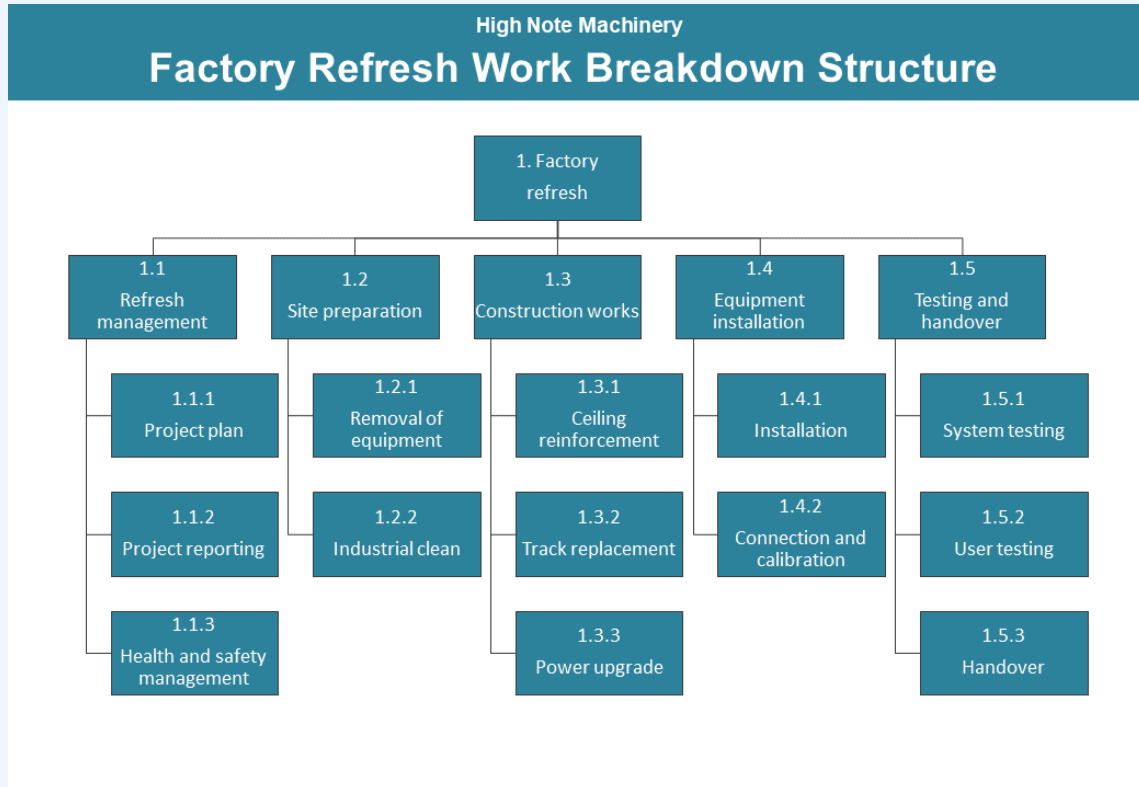 High Note Machinery
Factory Refresh Work Breakdown Structure
1. Factory
refresh
1.1
Refresh
management
1.2
Site preparation
1.3
Construction works
1.4
Equipment
installation
1.5
Testing and
handover
1.1.1
Project plan
1.2.1
Removal of
equipment
1.3.1
Ceiling
reinforcement
1.4.1
Installation
1.5.1
System testing
1.1.2
Project reporting
1.2.2
Industrial clean
1.3.2
Track replacement
1.4.2
Connection and
calibration
1.5.2
User testing
1.1.3
Health and safety
management
1.3.3
Power upgrade
1.5.3
Handover